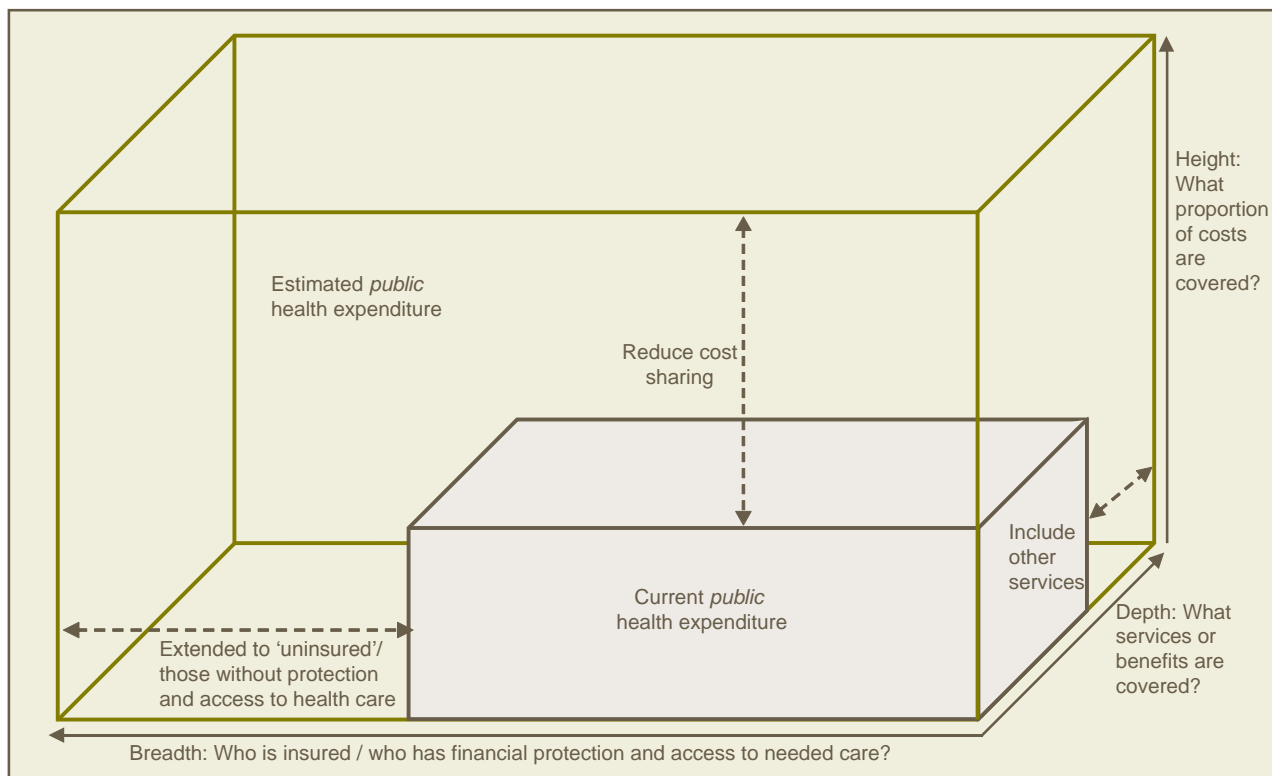 Height:
What
proportion
of costs
are
covered?
Estimated public
health expenditure
Reduce cost
sharing
Include
other
services
Current public
health expenditure
Depth: What
services or
benefits are
covered?
Extended to ‘uninsured’/
those without protection
and access to health care
Breadth: Who is insured / who has financial protection and access to needed care?